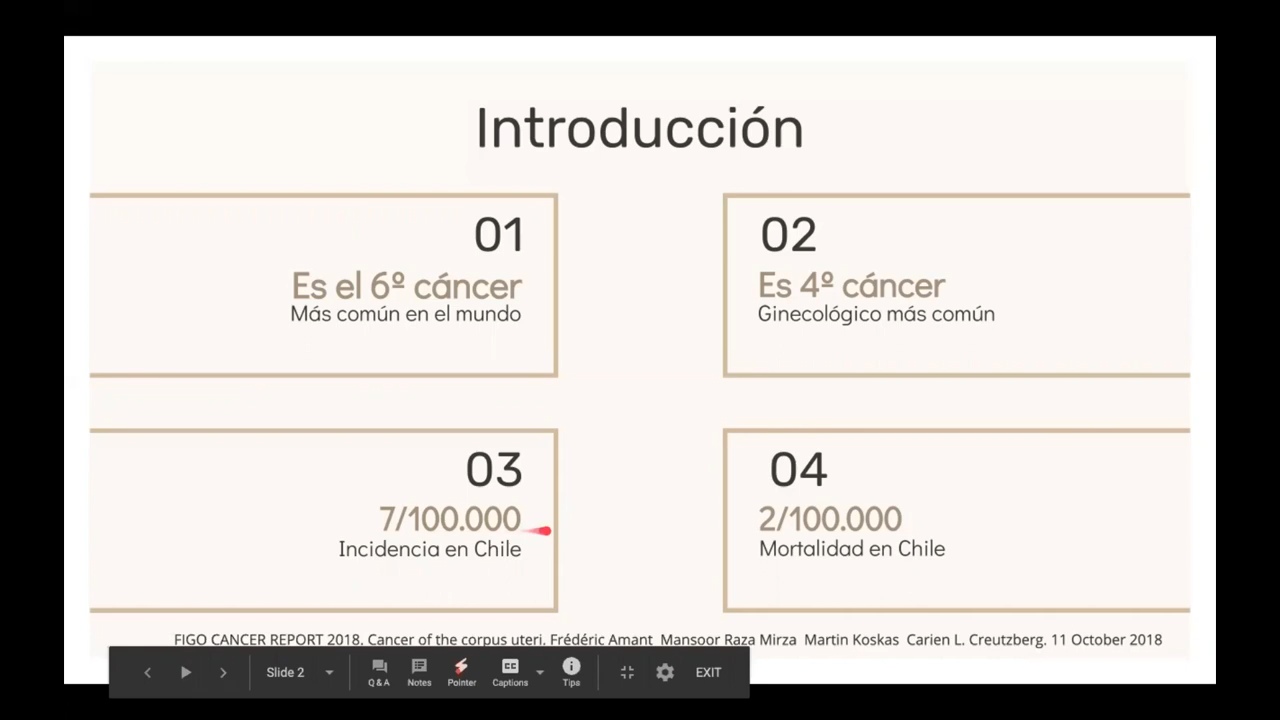 Introducción
01
Es el 6º cáncer
Más común en el mundo
02
Es 4º cáncer
Ginecológico más común
03
7/100.000
Incidencia en Chile
04
2/100.000
Mortalidad en Chile
FIGO CANCER REPORT 2018. Cancer of the corpus uteri. Frédéric Amant Mansoor Raza Mirza Martin Koskas Carien L. Creutzberg. 11 October 2018
Slide 2
Q & A
Notes
Pointer
CC
Captions
Tips
EXIT